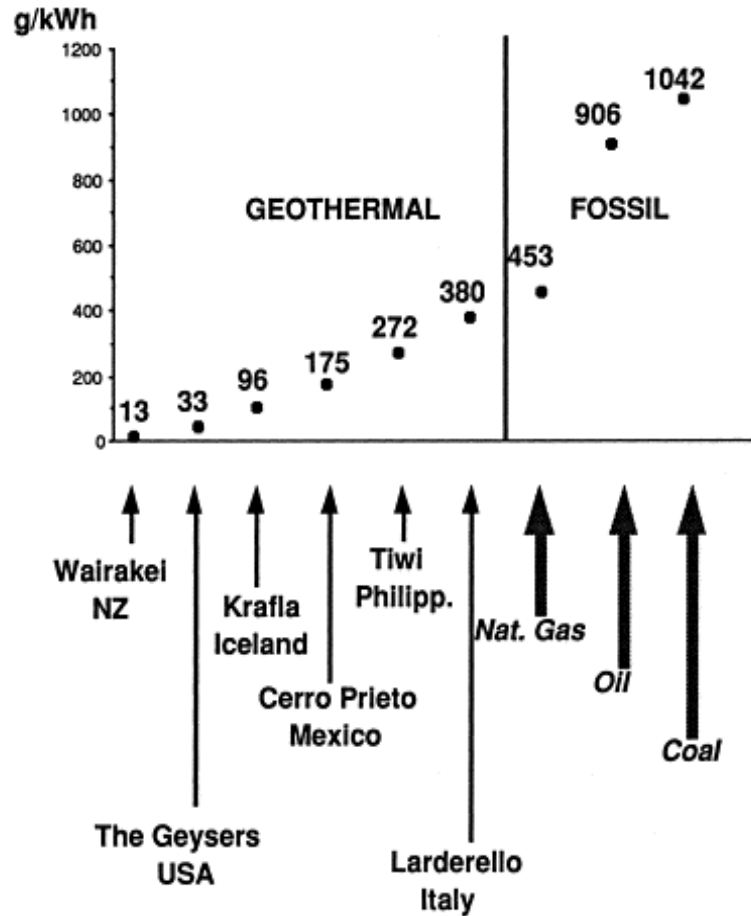 g/kWh
1200
1000
800
600
400
200
0
GEOTHERMAL
FOSSIL
13
33
96
175
272
380
453
906
1042
Wairakei
NZ
The Geysers
USA
Krafla
Iceland
Cerro Prieto
Mexico
Tiwi
Philipp.
Larderello
Italy
Nat. Gas
Oil
Coal